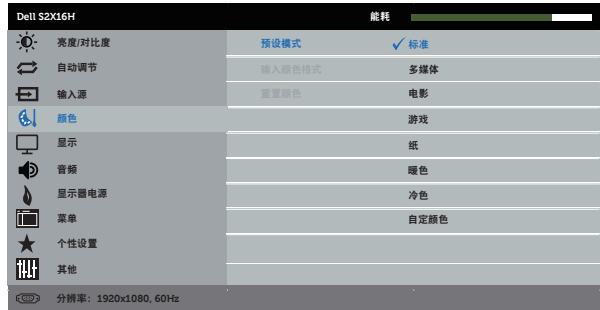 Dell S2X16H 能耗
亮度/对比度 预设模式 标准
自动调节 输入颜色格式 多媒体
输入源 重置颜色 电影
颜色 游戏
显示 纸
音频 暖色
显示器电源 冷色
菜单 自定颜色
个性设置
其他
分辨率：1920x1080, 60Hz